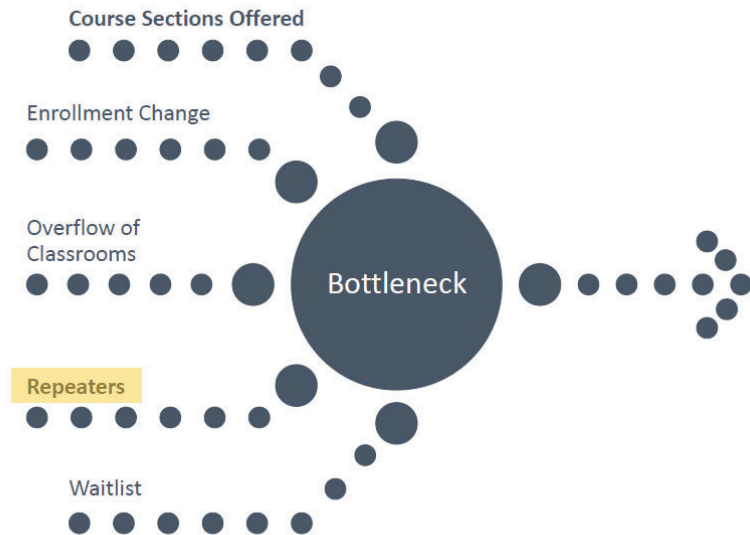 Course Sections Offered
Enrollment Change
Overflow of
Classrooms
Bottleneck
Repeaters
Waitlist